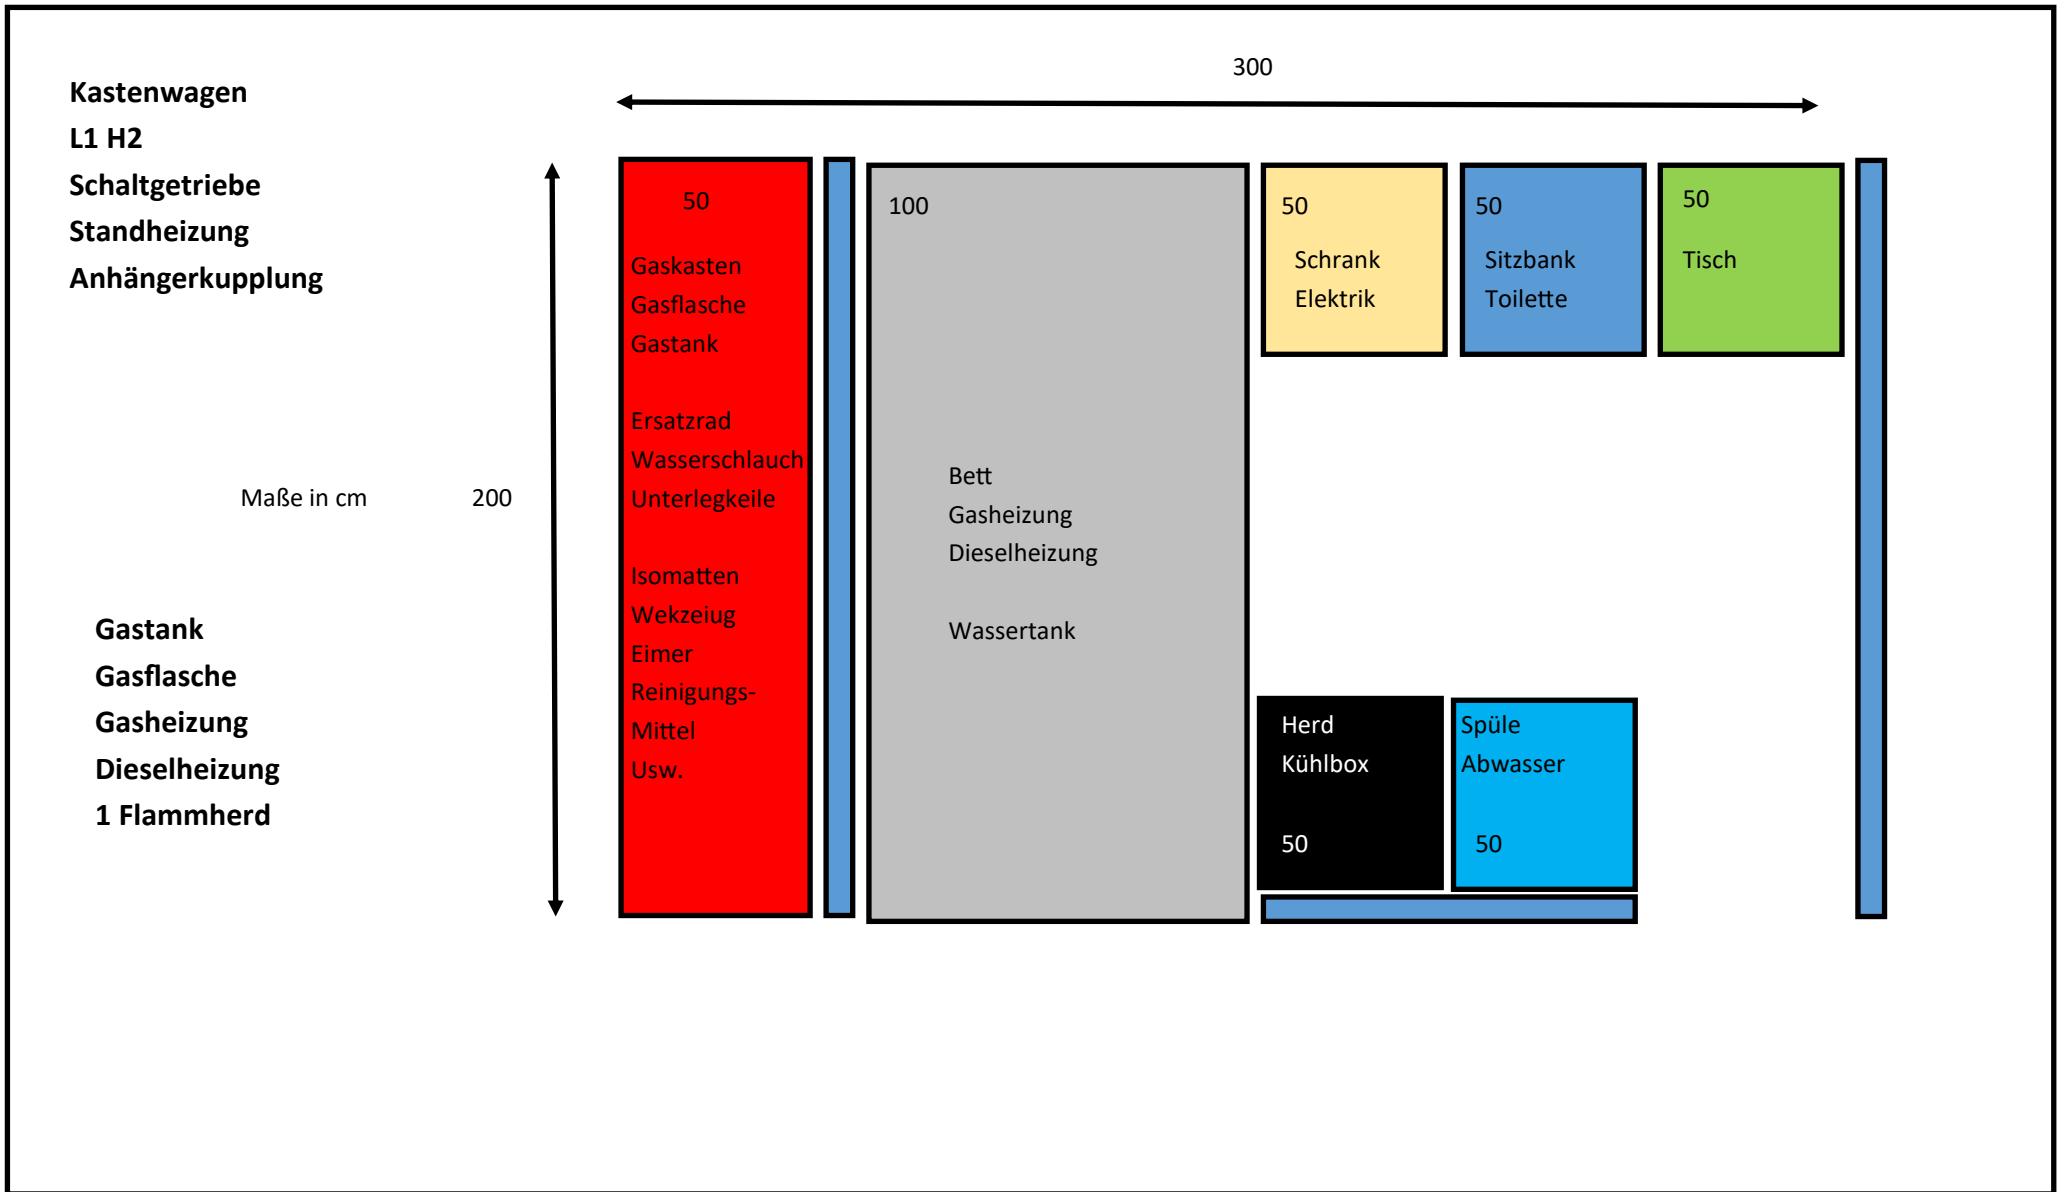 Kastenwagen
L1 H2
Schaltgetriebe
Standheizung
Anhängerkupplung
300
Maße in cm
200
Gastank
Gasflasche
Gasheizung
Dieselheizung
1 Flammherd
50
Gaskasten
Gasflasche
Gastank
Ersatzrad
Wasserschlauch
Unterlegkeile
Isomatten
Wekzeiug
Eimer
Reinigungs-
Mittel
Usw.
100
Bett
Gasheizung
Dieselheizung
Wassertank
50
Schrank
Elektrik
50
Sitzbank
Toilette
50
Tisch
Herd
Kühlbox
50
Spüle
Abwasser
50